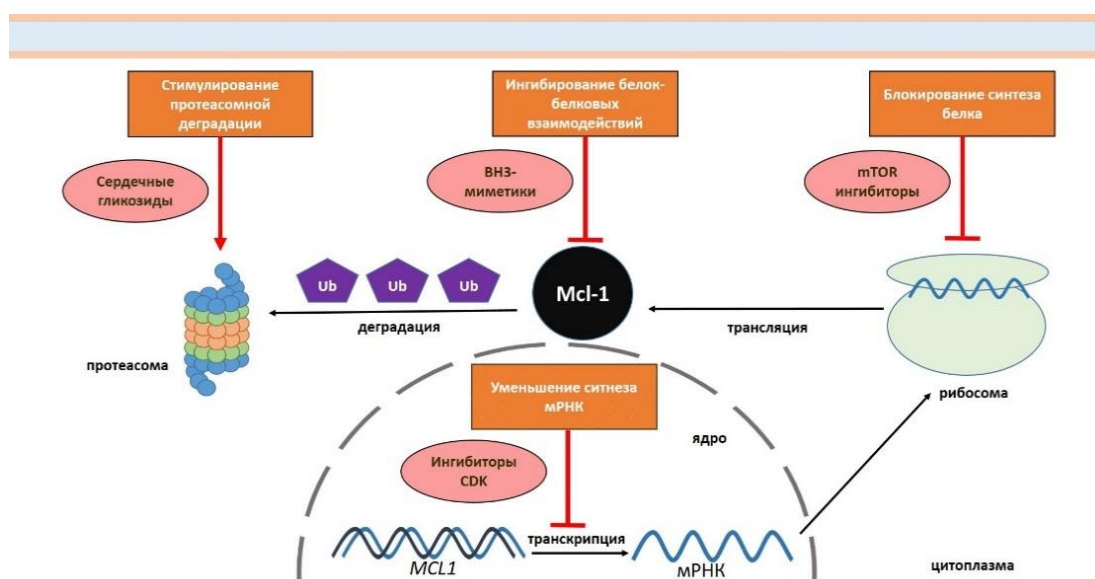 Стимулирование
протеасомной
деградации
Ингибирование белок-
белковых
взаимодействий
Блокирование синтеза
белка
Сердечные
гликозиды
BH3-
миметики
mTOR
ингибиторы
Ub
Ub
Ub
Mcl-1
деградация
трансляция
протеасома
рибосома
Уменьшение ситнеза
мРНК
ядро
Ингибиторы
CDK
транскрипция
MCL1
мРНК
цитоплазма